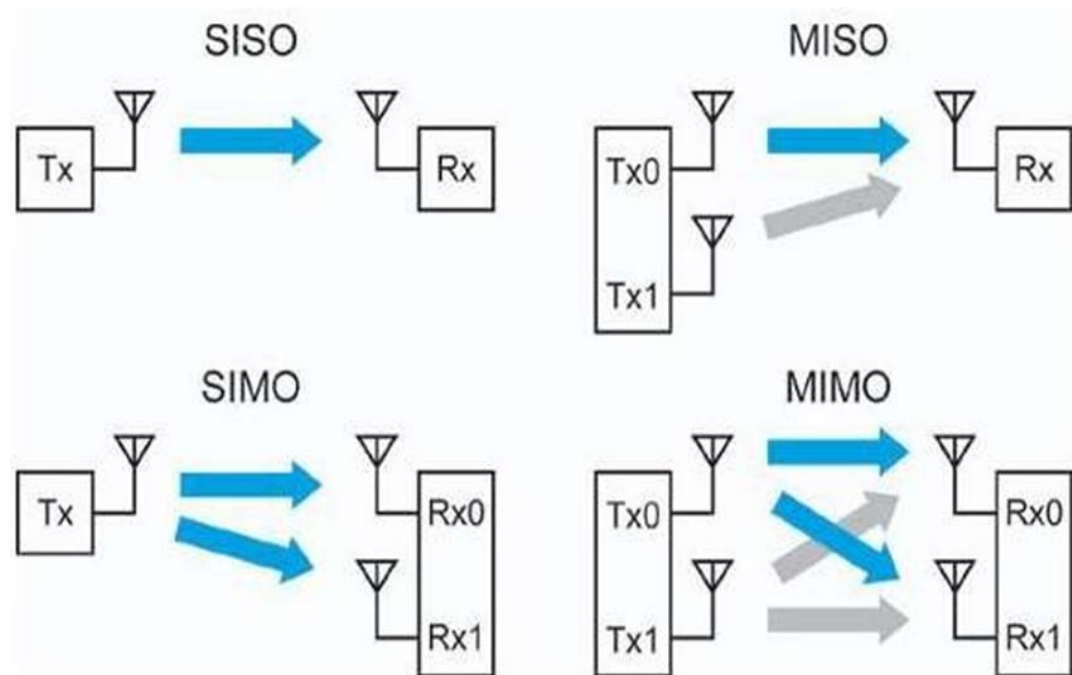 SISO
Tx
Rx
MISO
Tx0
Tx1
Rx
SIMO
Tx
Rx0
Rx1
MIMO
Tx0
Tx1
Rx0
Rx1